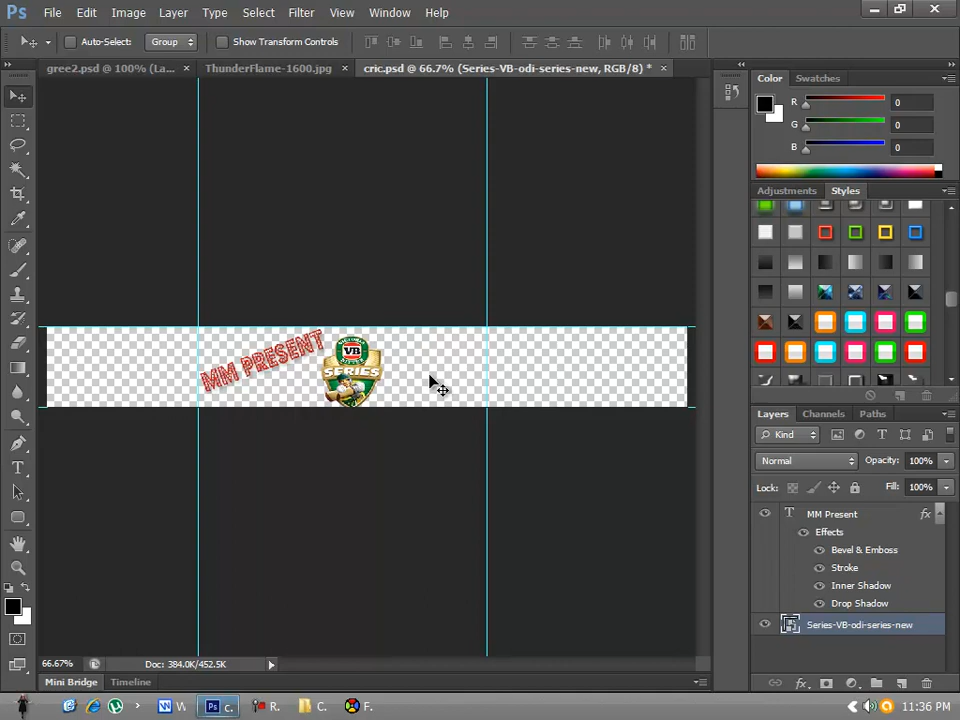 Ps File Edit Image Layer Type Select Filter View Window Help
Auto-Select: Group Show Transform Controls
gree2.psd @ 100% (La... × ThunderFlame-1600.jpg × cric.psd @ 66.7% (Series-VB-odi-series-new, RGB/8) * ×
Color Swatches
R 0
G 0
B 0
Adjustments Styles
MM PRESENT
VB
SERIES
Layers Channels Paths
Kind
Normal Opacity: 100%
Lock: Fill: 100%
T MM Present fx
Effects
Bevel & Emboss
Stroke
Inner Shadow
Drop Shadow
Series-VB-odi-series-new
66.67% Doc: 384.0K/452.5K
Mini Bridge Timeline
W Ps c. R. C. F. 11:36 PM